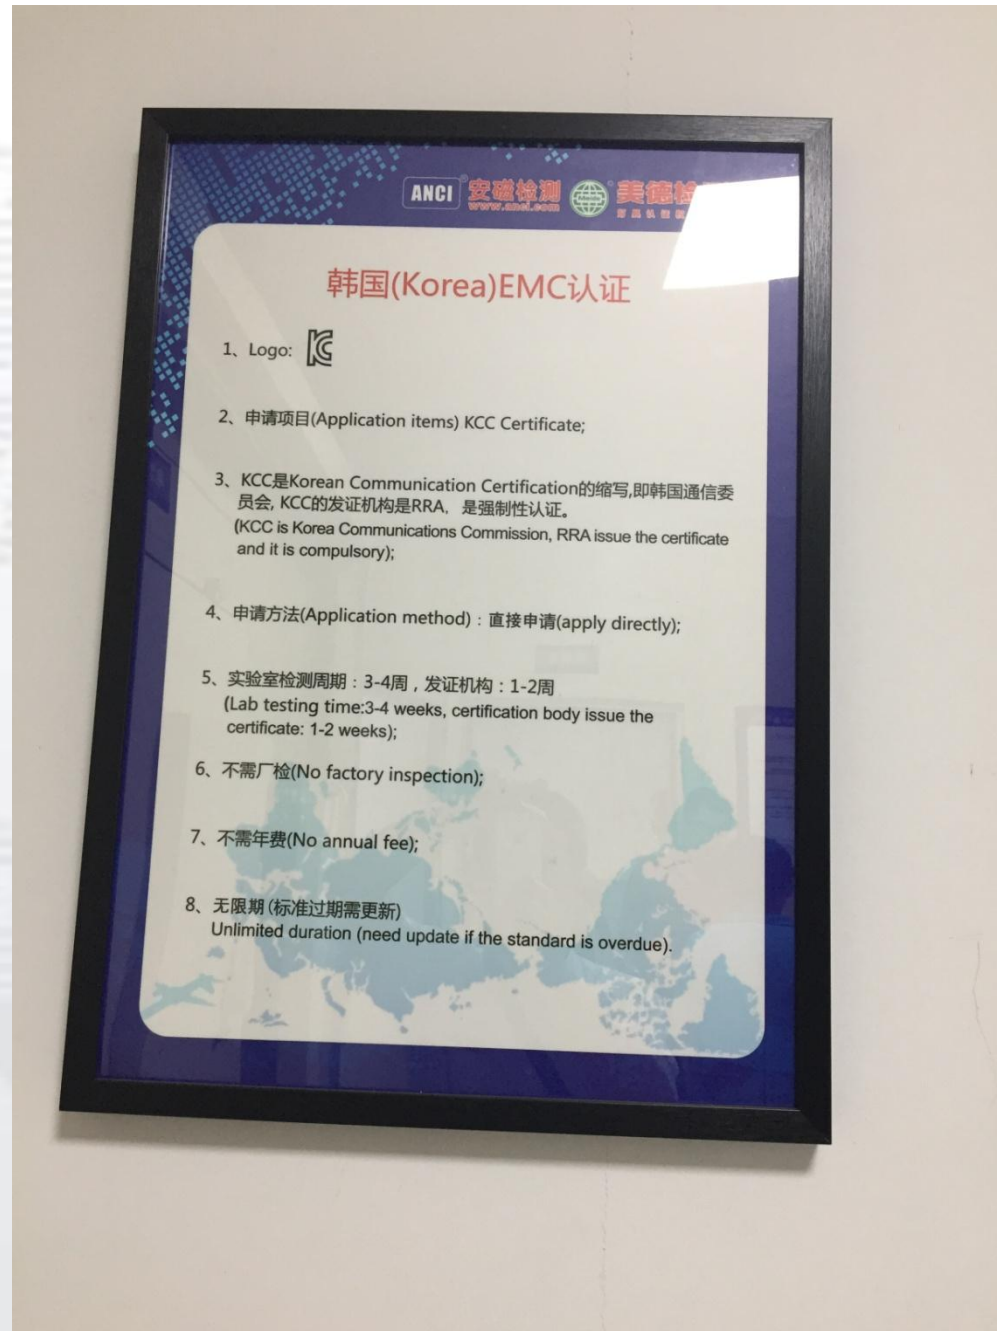 ANCI 安磁检测 Meide 美德检
www.anci.com
韩国(Korea)EMC认证
1、Logo:
2、申请项目(Application items) KCC Certificate;
3、KCC是Korean Communication Certification的缩写,即韩国通信委
员会, KCC的发证机构是RRA, 是强制性认证。
(KCC is Korea Communications Commission, RRA issue the certificate
and it is compulsory);
4、申请方法(Application method)：直接申请(apply directly);
5、实验室检测周期：3-4周，发证机构：1-2周
(Lab testing time:3-4 weeks, certification body issue the
certificate: 1-2 weeks);
6、不需厂检(No factory inspection);
7、不需年费(No annual fee);
8、无限期(标准过期需更新)
Unlimited duration (need update if the standard is overdue).